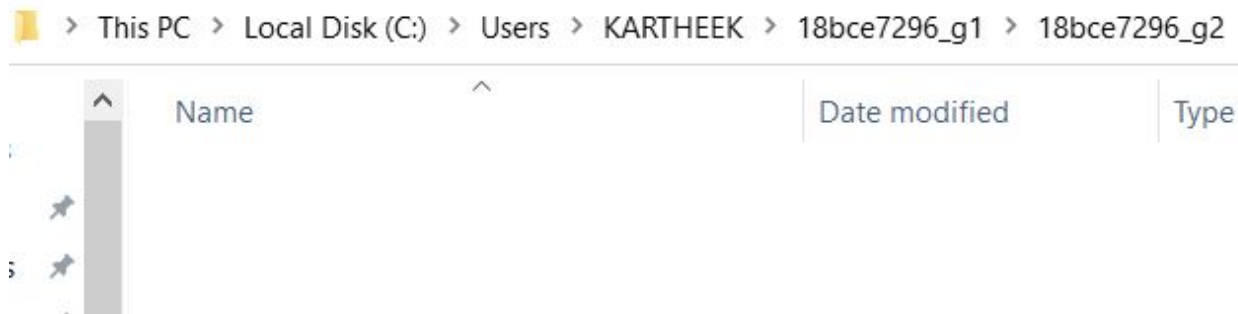 > This PC > Local Disk (C:) > Users > KARTHEEK > 18bce7296_g1 > 18bce7296_g2
Name Date modified Type
s